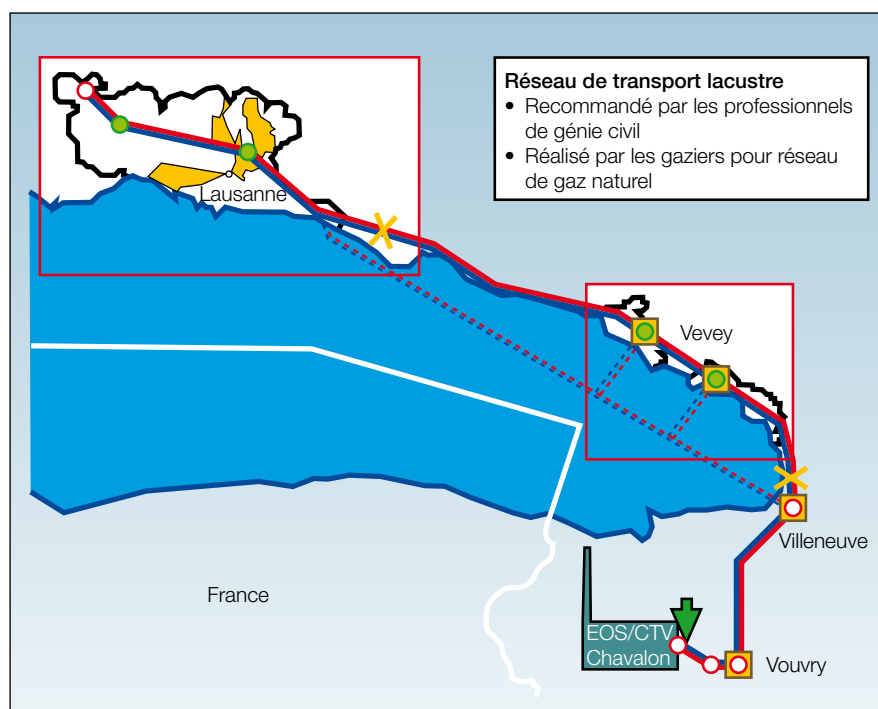 Réseau de transport lacustre
• Recommandé par les professionnels
de génie civil
• Réalisé par les gaziers pour réseau
de gaz naturel
Lausanne
Vevey
Villeneuve
France
EOS/CTV
Chavalon
Vouvry